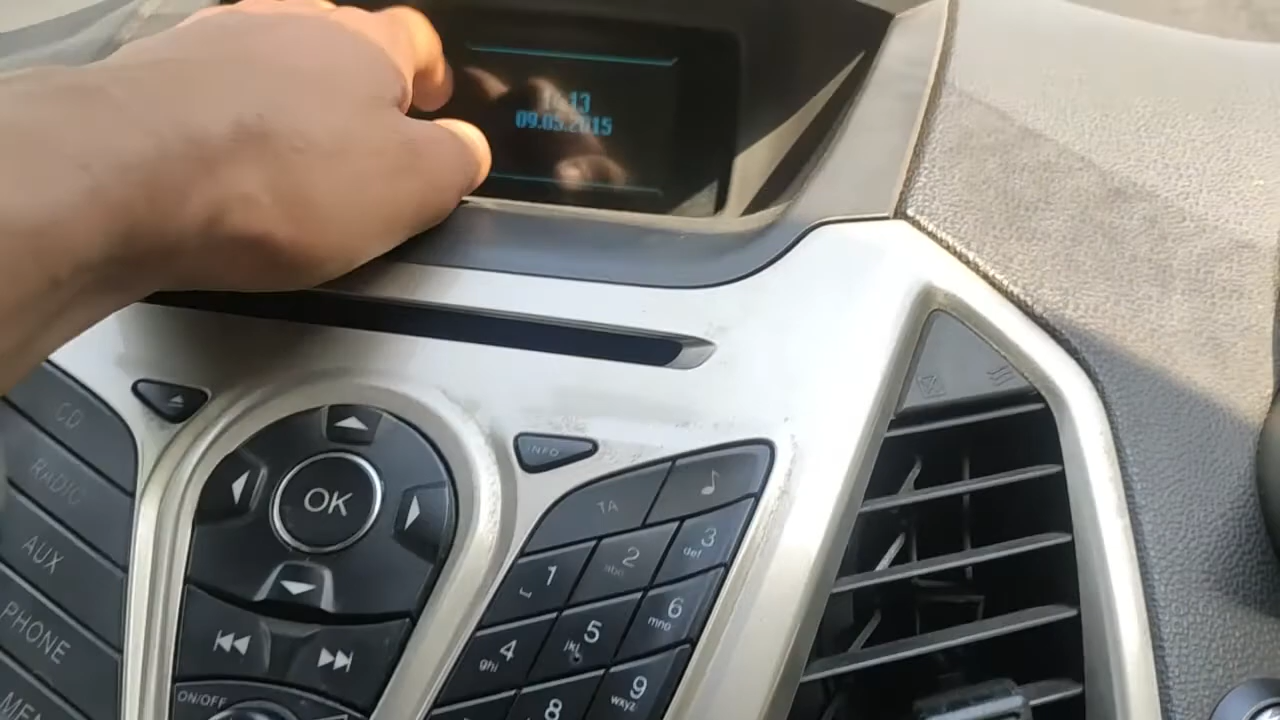 09.05.2015
CD
RADIO
AUX
PHONE
OK
INFO
TA
1
2 abc
3 def
4 ghi
5 jkl
6 mno
8
9 wxyz
ON/OFF